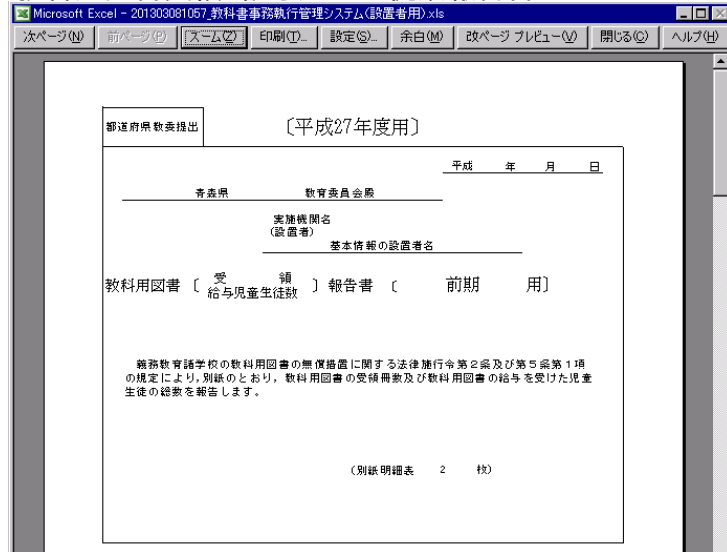 Microsoft Excel - 201303081057_教科書事務執行管理システム(設置者用).xls
次ページ(N) 前ページ(P) ズーム(Z) 印刷(T)... 設定(S)... 余白(M) 改ページ プレビュー(V) 閉じる(C) ヘルプ(H)
都道府県教委提出
〔平成27年度用〕
平成 年 月 日
青森県 教育委員会殿
実施機関名
(設置者)
基本情報の設置者名
教科用図書 〔 受 領 給与児童生徒数 〕 報告書 〔 前期 用〕
義務教育諸学校の教科用図書の無償措置に関する法律施行令第2条及び第5条第1項
の規定により,別紙のとおり,教科用図書の受領冊数及び教科用図書の給与を受けた児童
生徒の総数を報告します。
(別紙明細表 2 枚)